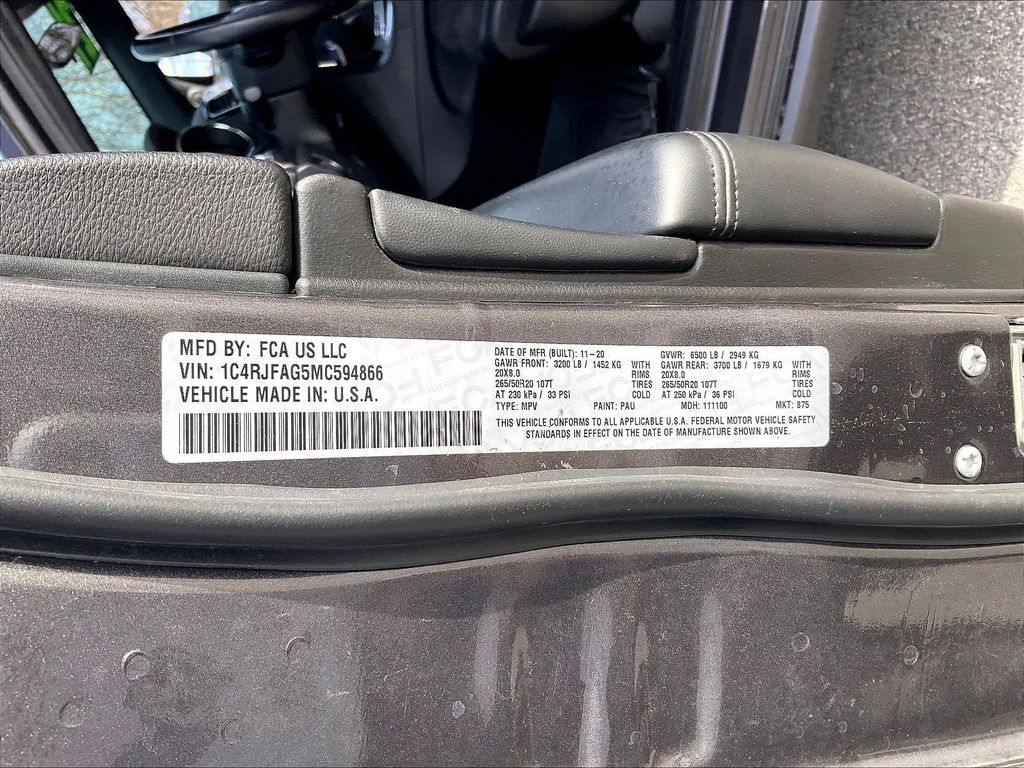 MFD BY: FCA US LLC
VIN: 1C4RJFAG5MC594866
VEHICLE MADE IN: U.S.A.
DATE OF MFR (BUILT): 11-20 GVWR: 6500 LB / 2949 KG
GAWR FRONT: 3200 LB / 1452 KG WITH GAWR REAR: 3700 LB / 1679 KG WITH
20X8.0 RIMS 20X8.0 RIMS
265/50R20 107T TIRES 265/50R20 107T TIRES
AT 230 kPa / 33 PSI COLD AT 250 kPa / 36 PSI COLD
TYPE: MPV PAINT: PAU MDH: 111100 MKT: 875
THIS VEHICLE CONFORMS TO ALL APPLICABLE U.S.A. FEDERAL MOTOR VEHICLE SAFETY
STANDARDS IN EFFECT ON THE DATE OF MANUFACTURE SHOWN ABOVE.